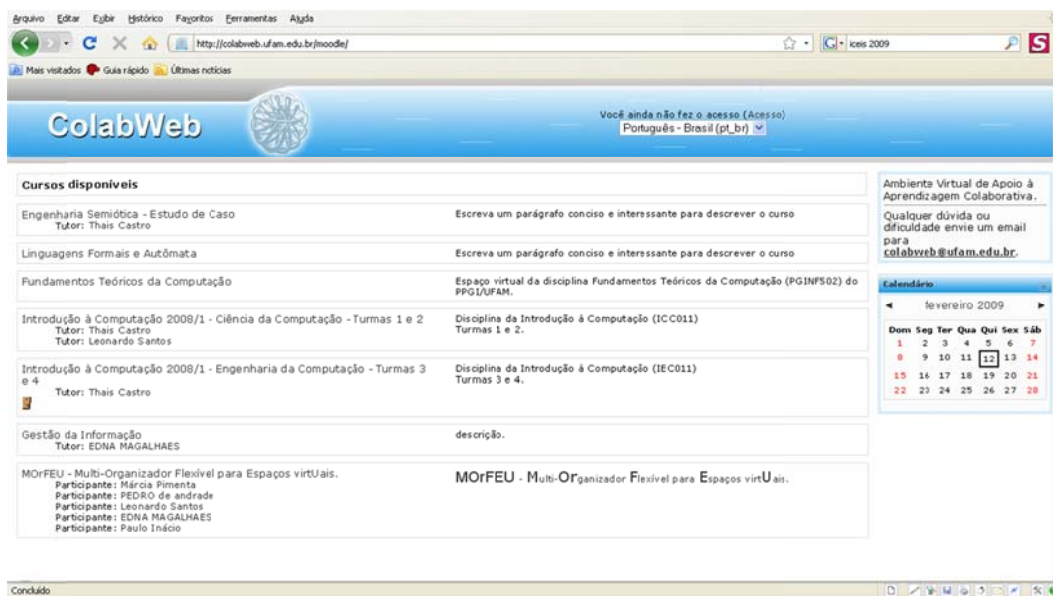 Arquivo Editar Exibir Histórico Favoritos Ferramentas Ajuda
http://colabweb.ufam.edu.br/moodle/
G iceis 2009
S
Mais visitados Guia rápido Últimas notícias
ColabWeb
Você ainda não fez o acesso (Acesso)
Português - Brasil (pt_br)
Cursos disponíveis
Engenharia Semiótica - Estudo de Caso
Tutor: Thais Castro
Escreva um parágrafo conciso e interessante para descrever o curso
Linguagens Formais e Autômata
Escreva um parágrafo conciso e interessante para descrever o curso
Fundamentos Teóricos da Computação
Espaço virtual da disciplina Fundamentos Teóricos da Computação (PGINF502) do
PPGI/UFAM.
Introdução à Computação 2008/1 - Ciência da Computação - Turmas 1 e 2
Tutor: Thais Castro
Tutor: Leonardo Santos
Disciplina da Introdução à Computação (ICC011)
Turmas 1 e 2.
Introdução à Computação 2008/1 - Engenharia da Computação - Turmas 3
e 4
Tutor: Thais Castro
Disciplina da Introdução à Computação (IEC011)
Turmas 3 e 4.
Gestão da Informação
Tutor: EDNA MAGALHAES
descrição.
MOrFEU - Multi-Organizador Flexível para Espaços virtUais.
Participante: Márcia Pimenta
Participante: PEDRO de andrade
Participante: Leonardo Santos
Participante: EDNA MAGALHAES
Participante: Paulo Inácio
MOrFEU - Multi-Organizador Flexível para Espaços virtUais.
Ambiente Virtual de Apoio à
Aprendizagem Colaborativa.
Qualquer dúvida ou
dificuldade envie um email
para
colabweb@ufam.edu.br.
Calendário
fevereiro 2009
Dom Seg Ter Qua Qui Sex Sáb
1 2 3 4 5 6 7
8 9 10 11 12 13 14
15 16 17 18 19 20 21
22 23 24 25 26 27 28
Concluído